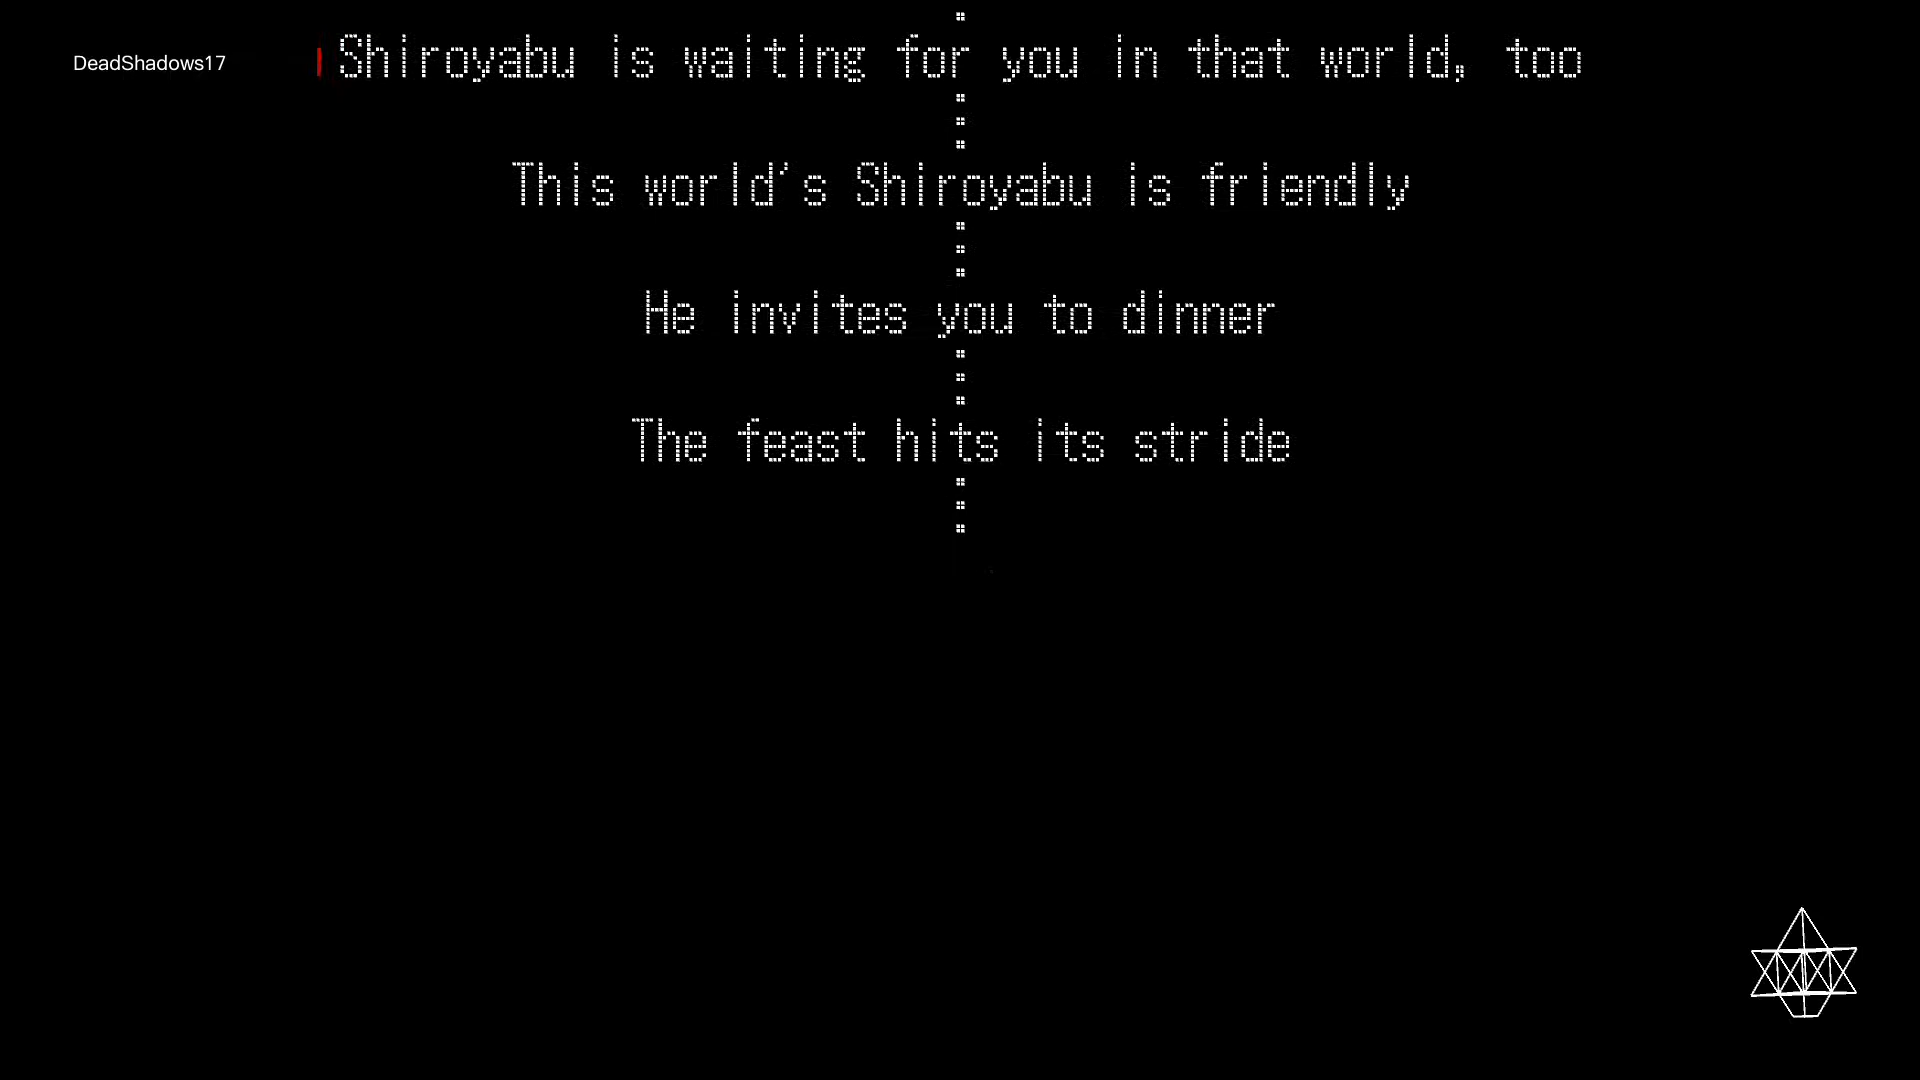 DeadShadows17
Shiroyabu is waiting for you in that world, too
This world's Shiroyabu is friendly
He invites you to dinner
The feast hits its stride